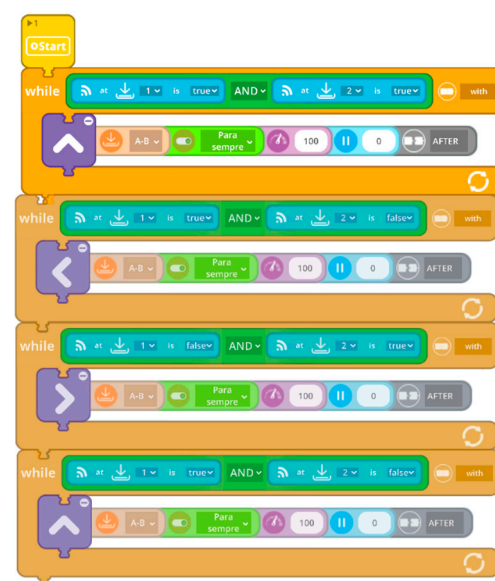 1
Start
while at 1 is true AND at 2 is true with
A-B Para sempre 100 0 AFTER
while at 1 is true AND at 2 is false with
A-B Para sempre 100 0 AFTER
while at 1 is false AND at 2 is true with
A-B Para sempre 100 0 AFTER
while at 1 is true AND at 2 is false with
A-B Para sempre 100 0 AFTER